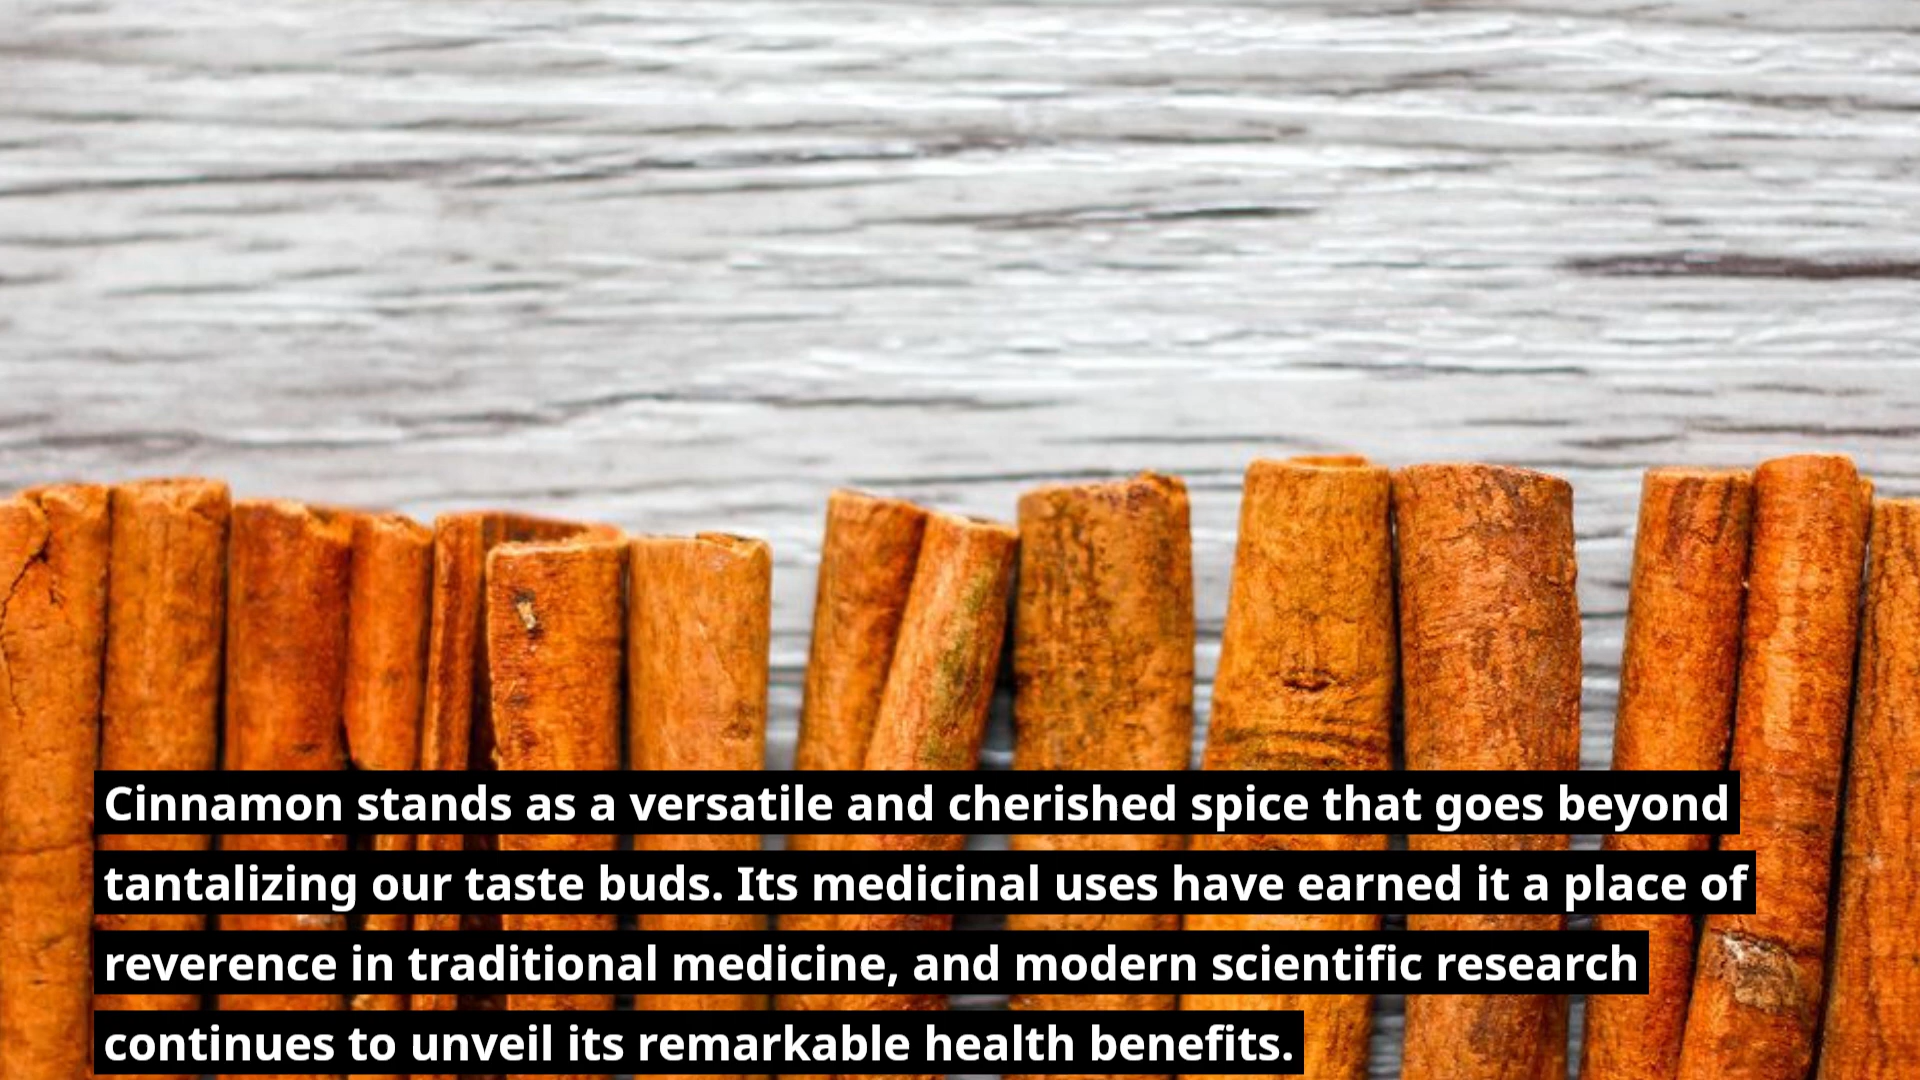 Cinnamon stands as a versatile and cherished spice that goes beyond
tantalizing our taste buds. Its medicinal uses have earned it a place of
reverence in traditional medicine, and modern scientific research
continues to unveil its remarkable health benefits.